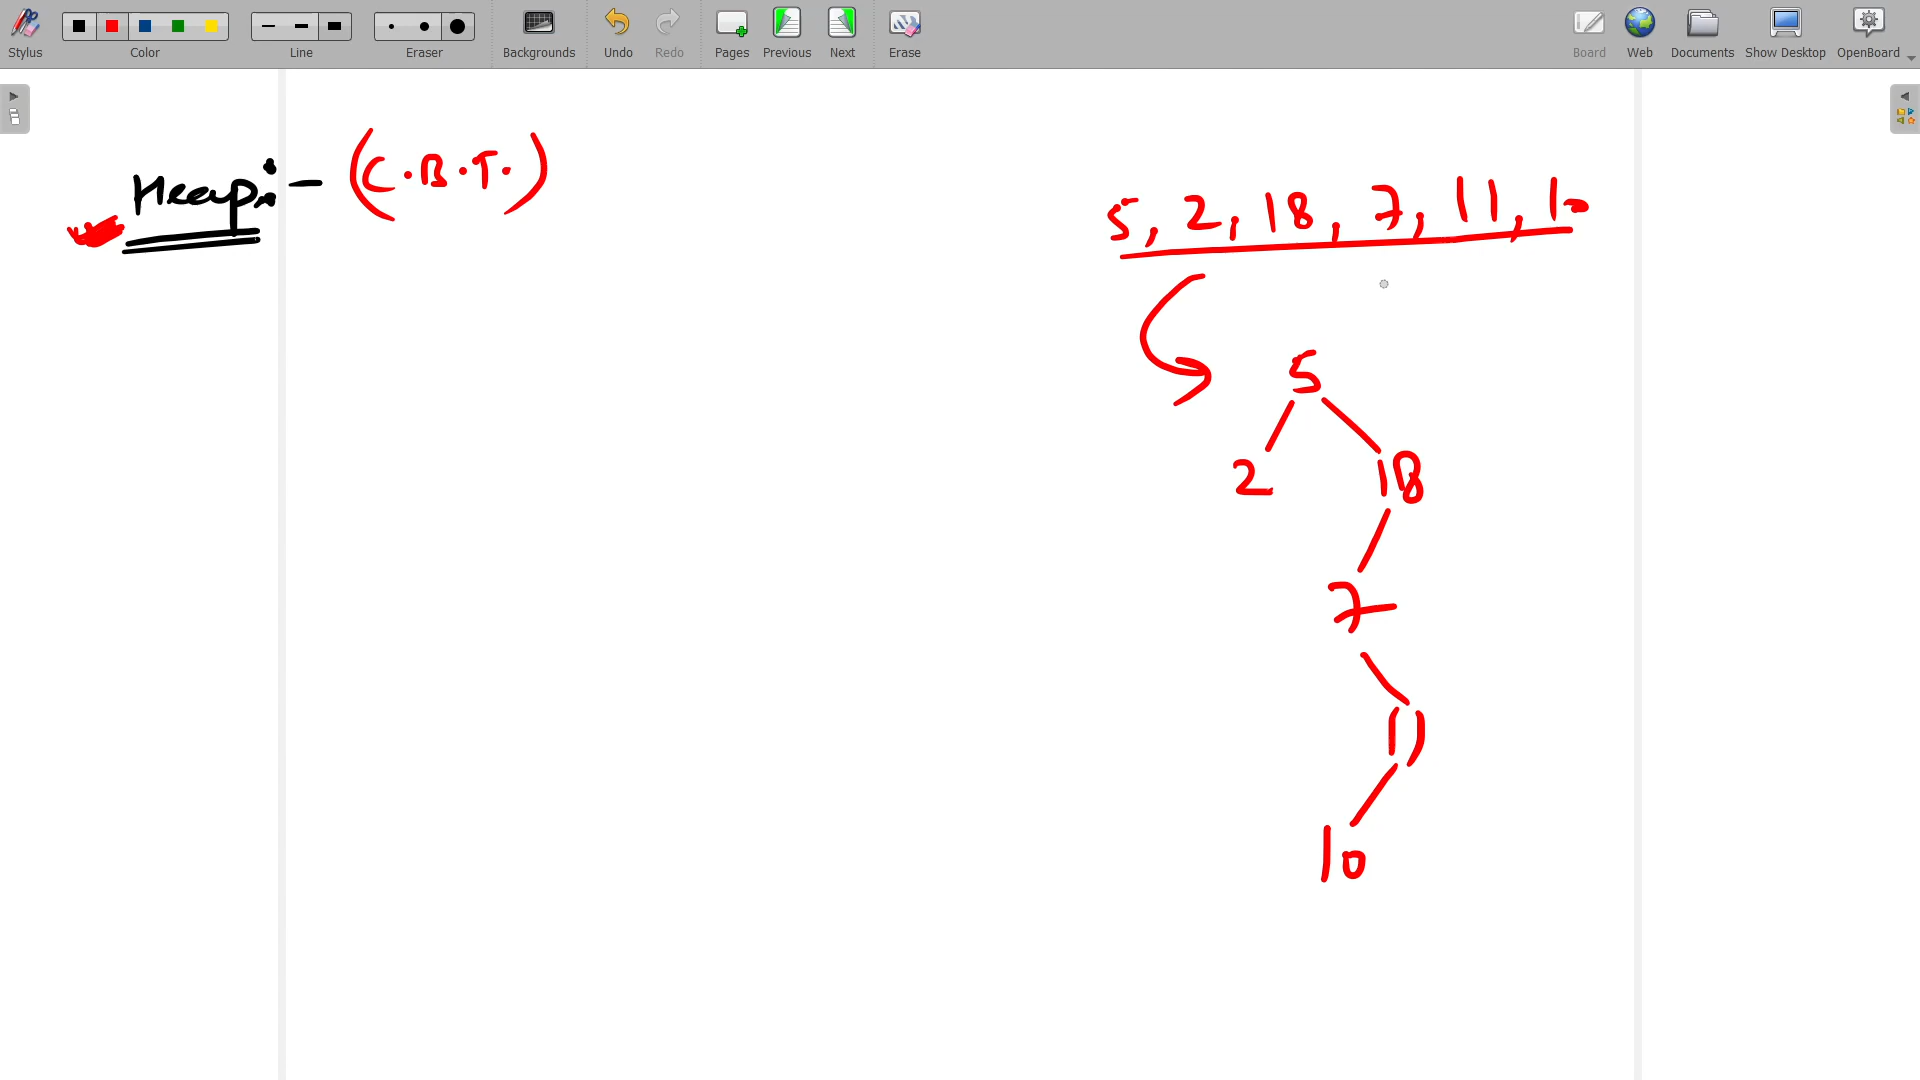 Stylus Color Line Eraser Backgrounds Undo Redo Pages Previous Next Erase Board Web Documents Show Desktop OpenBoard
Heap:- (C.B.T.)
5, 2, 18, 7, 11, 10
5
2 18
7
11
10